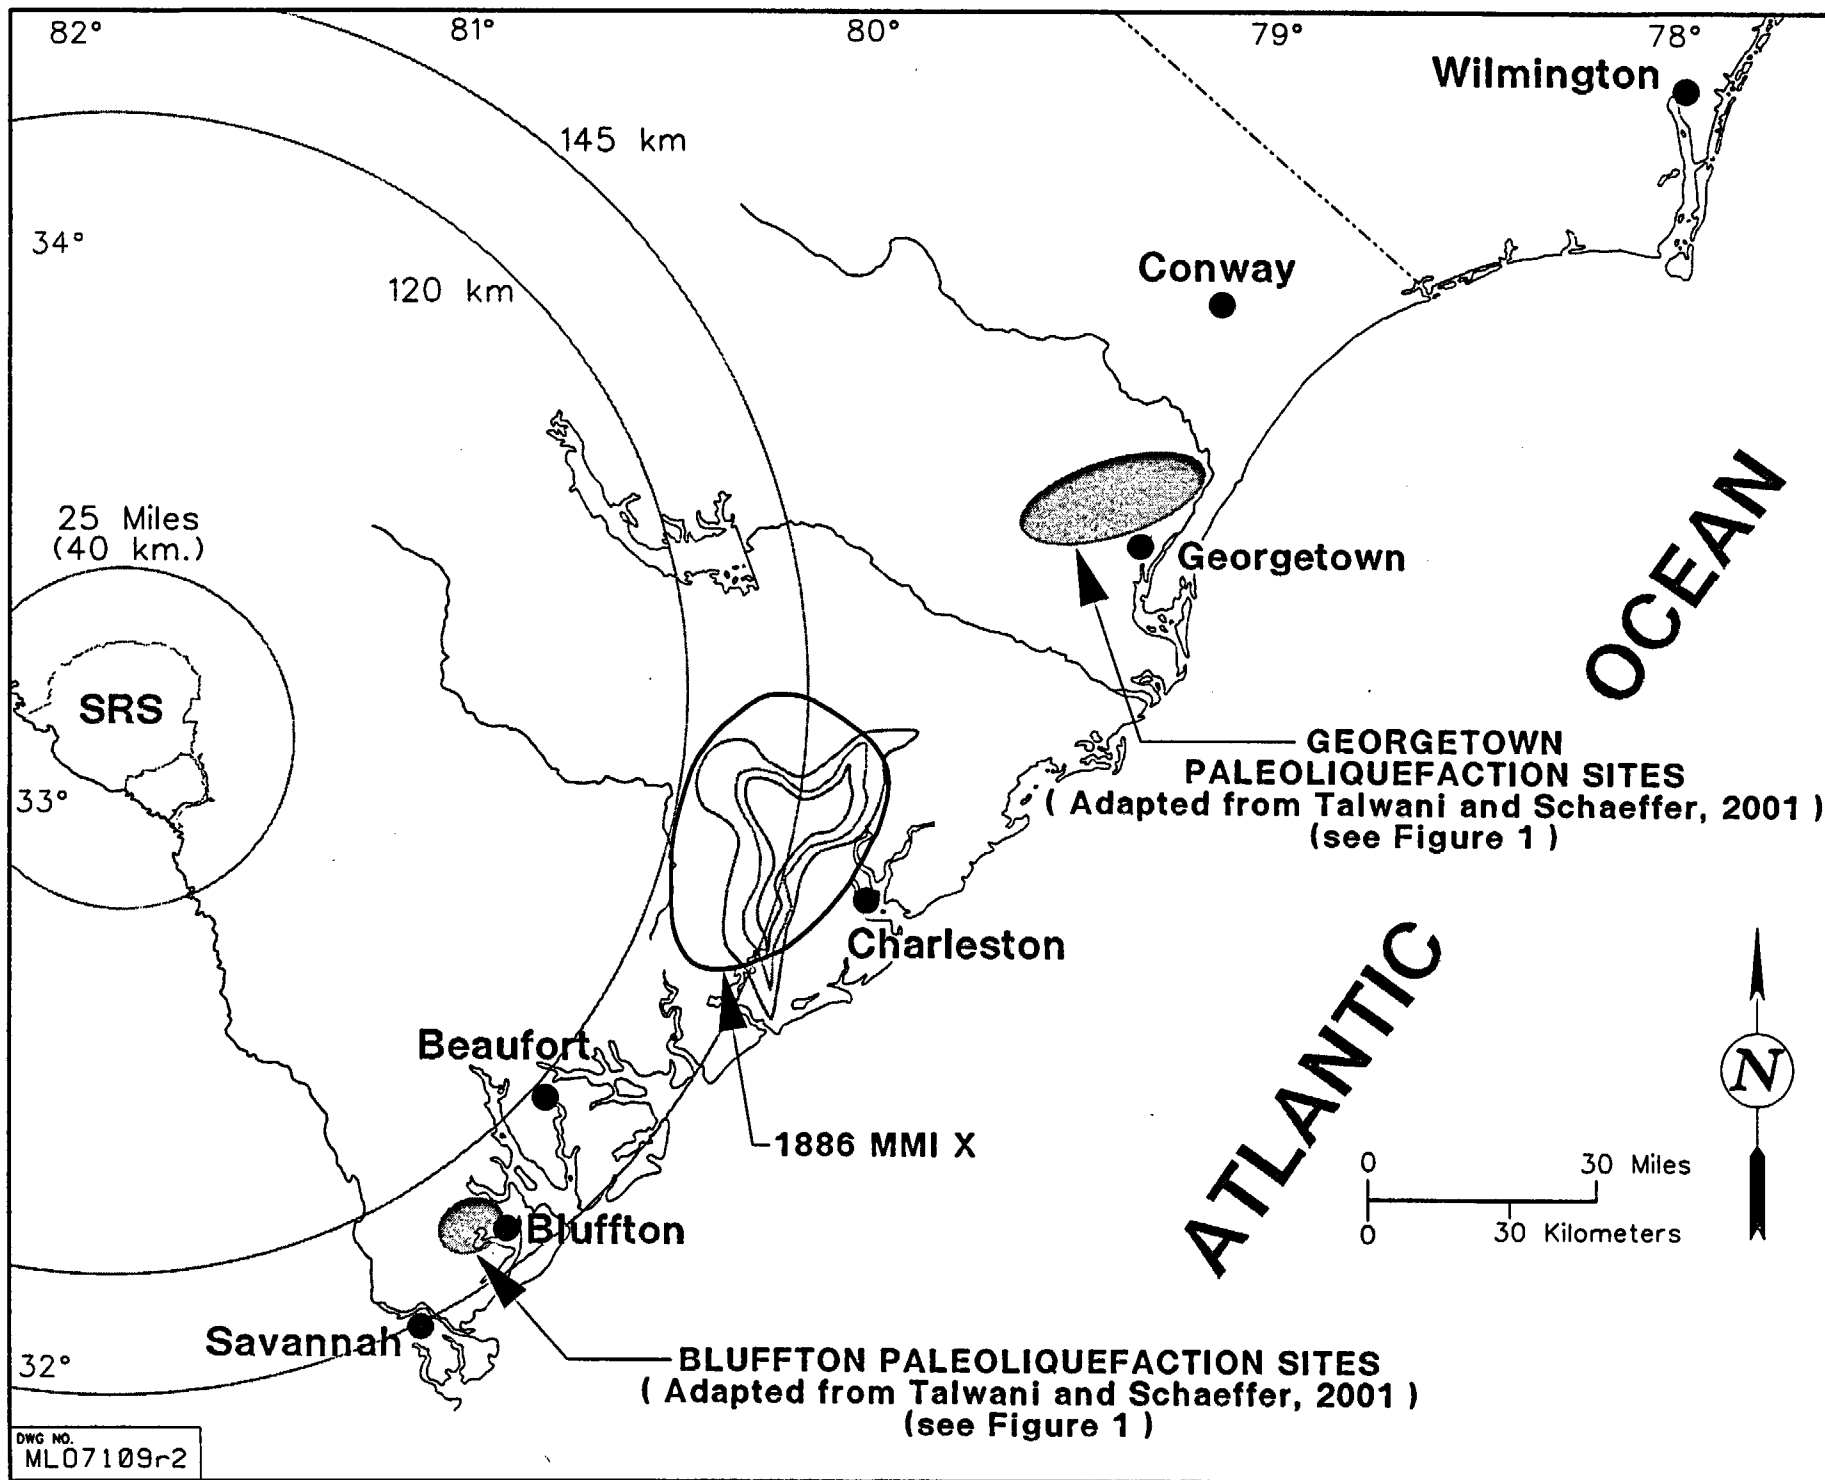 82°
81°
80°
79°
78°
Wilmington
145 km
34°
120 km
Conway
25 Miles
(40 km.)
Georgetown
OCEAN
SRS
33°
GEORGETOWN
PALEOLIQUEFACTION SITES
( Adapted from Talwani and Schaeffer, 2001 )
(see Figure 1 )
Charleston
ATLANTIC
Beaufort
N
1886 MMI X
0
30 Miles
0
30 Kilometers
Bluffton
Savannah
32°
BLUFFTON PALEOLIQUEFACTION SITES
( Adapted from Talwani and Schaeffer, 2001 )
(see Figure 1 )
DWG NO.
ML07109r2